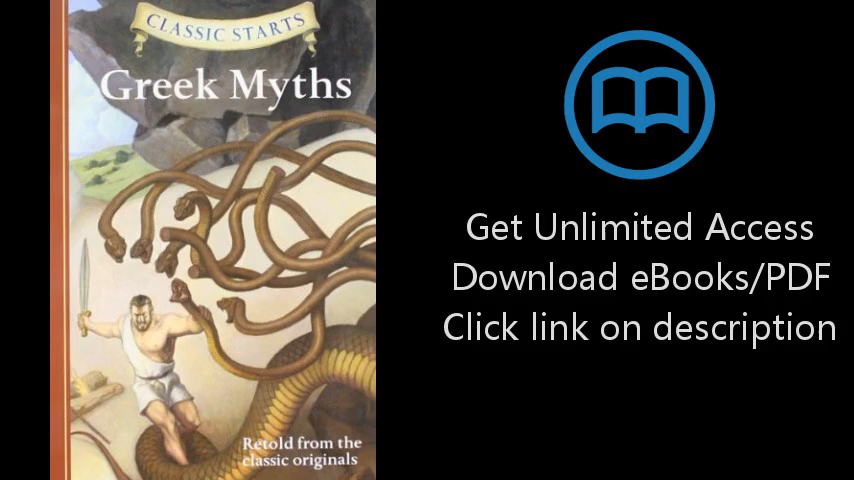 CLASSIC STARTS
Greek Myths
Retold from the
classic originals
Get Unlimited Access
Download eBooks/PDF
Click link on description